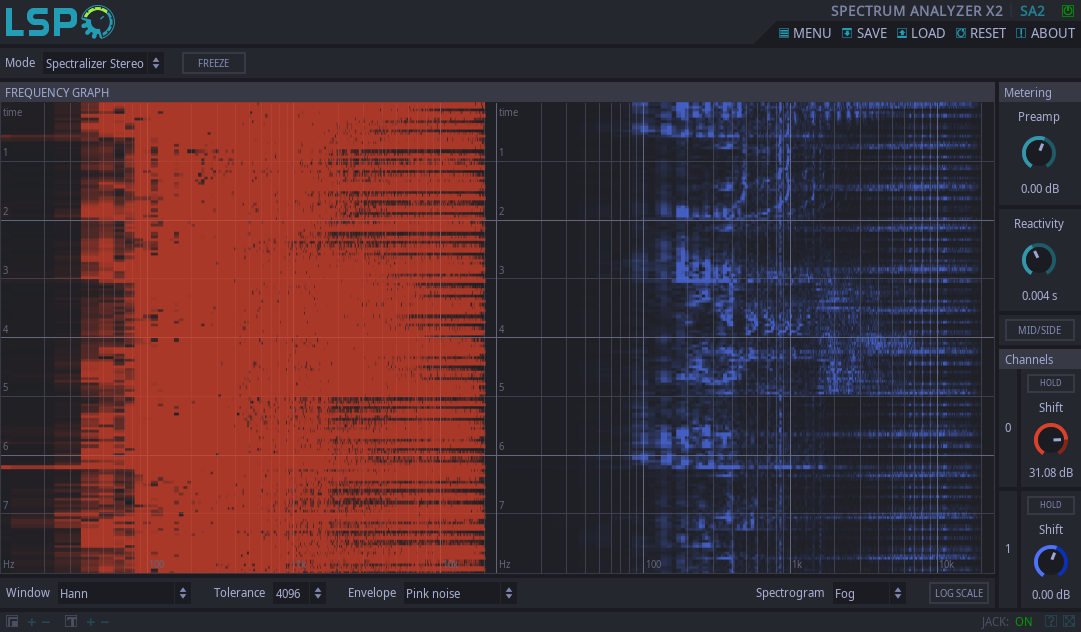 LSP
SPECTRUM ANALYZER X2 SA2
MENU SAVE LOAD RESET ABOUT
Mode Spectralizer Stereo FREEZE
FREQUENCY GRAPH
Metering
time time
Preamp
1 1
0.00 dB
2 2
Reactivity
3 3
0.004 s
4 4
MID/SIDE
Channels
5 5
HOLD
Shift
0
6 6
31.08 dB
7 7
HOLD
Shift
1
Hz 100 1k 10k Hz 100 1k 10k
0.00 dB
Window Hann Tolerance 4096 Envelope Pink noise Spectrogram Fog LOG SCALE
+ − + − JACK: ON ?